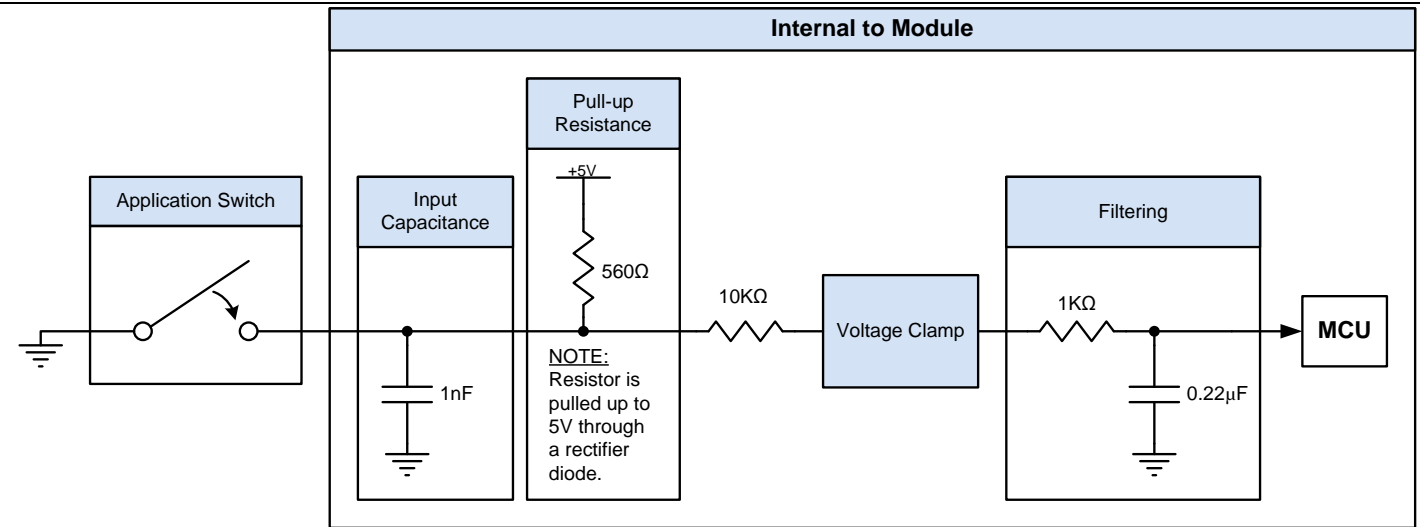 Internal to Module
Pull-up
Resistance
+5V
560Ω
Application Switch
Input
Capacitance
1nF
NOTE:
Resistor is
pulled up to
5V through
a rectifier
diode.
10KΩ
Voltage Clamp
Filtering
1KΩ
0.22µF
MCU